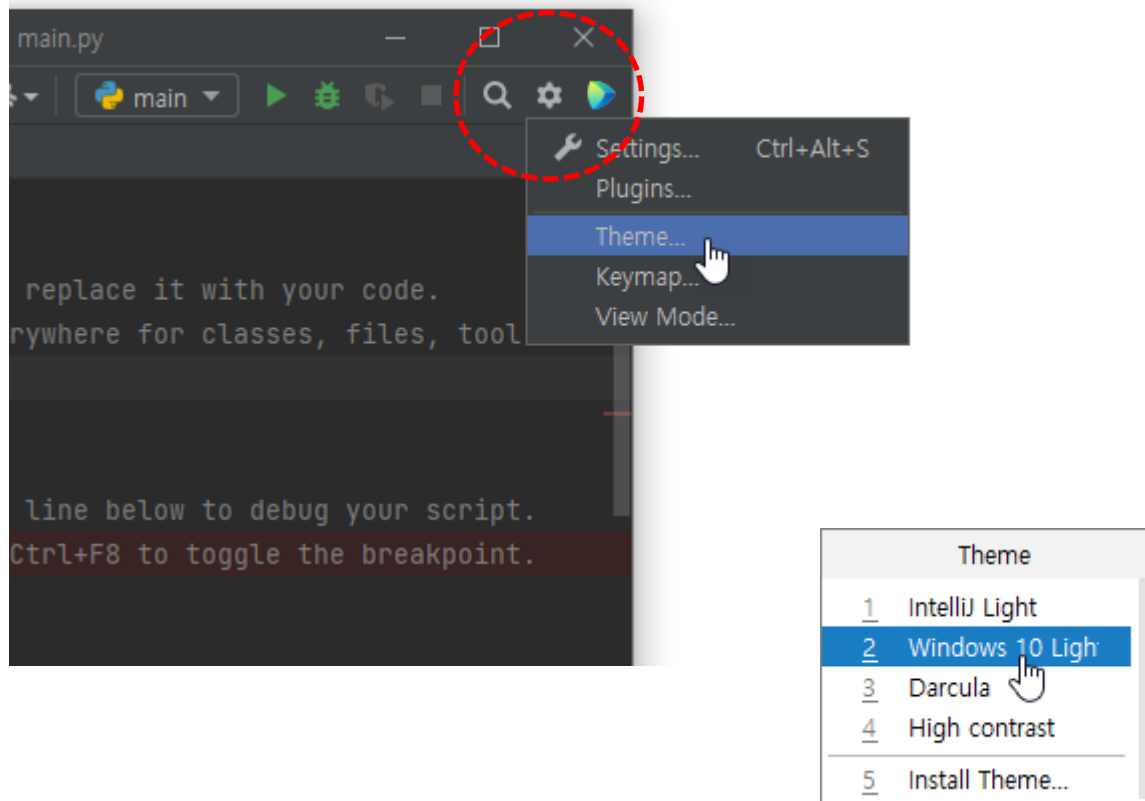 main.py
main
Settings... Ctrl+Alt+S
Plugins...
Theme...
Keymap...
View Mode...
replace it with your code.
rywhere for classes, files, tool
line below to debug your script.
Ctrl+F8 to toggle the breakpoint.
Theme
1 IntelliJ Light
2 Windows 10 Ligh
3 Darcula
4 High contrast
5 Install Theme...